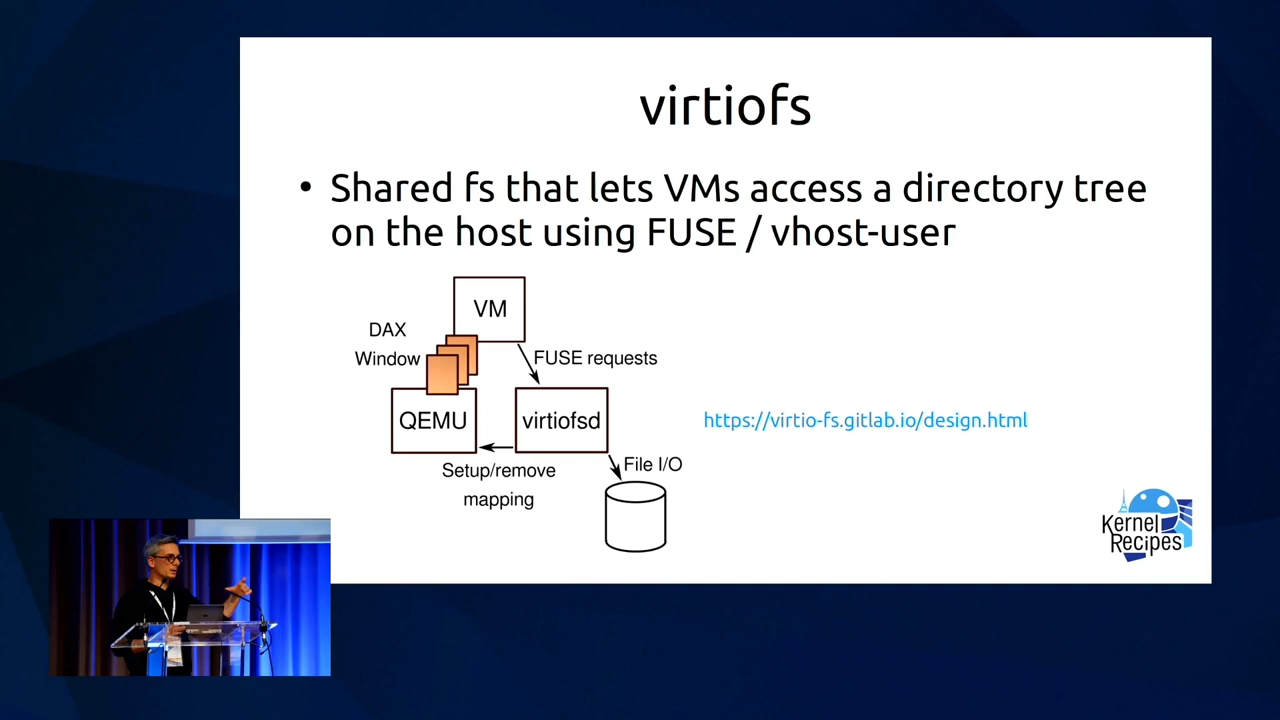 virtiofs
• Shared fs that lets VMs access a directory tree
on the host using FUSE / vhost-user
VM
DAX
Window
FUSE requests
QEMU
virtiofsd
https://virtio-fs.gitlab.io/design.html
Setup/remove
mapping
File I/O
Kernel
Recipes